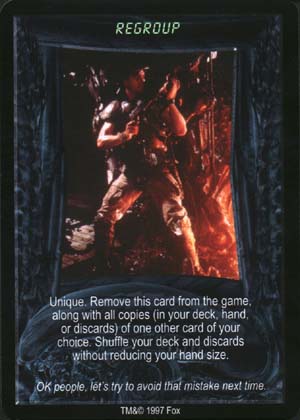 REGROUP
Unique. Remove this card from the game,
along with all copies (in your deck, hand,
or discards) of one other card of your
choice. Shuffle your deck and discards
without reducing your hand size.
OK people, let's try to avoid that mistake next time.
TM&© 1997 Fox